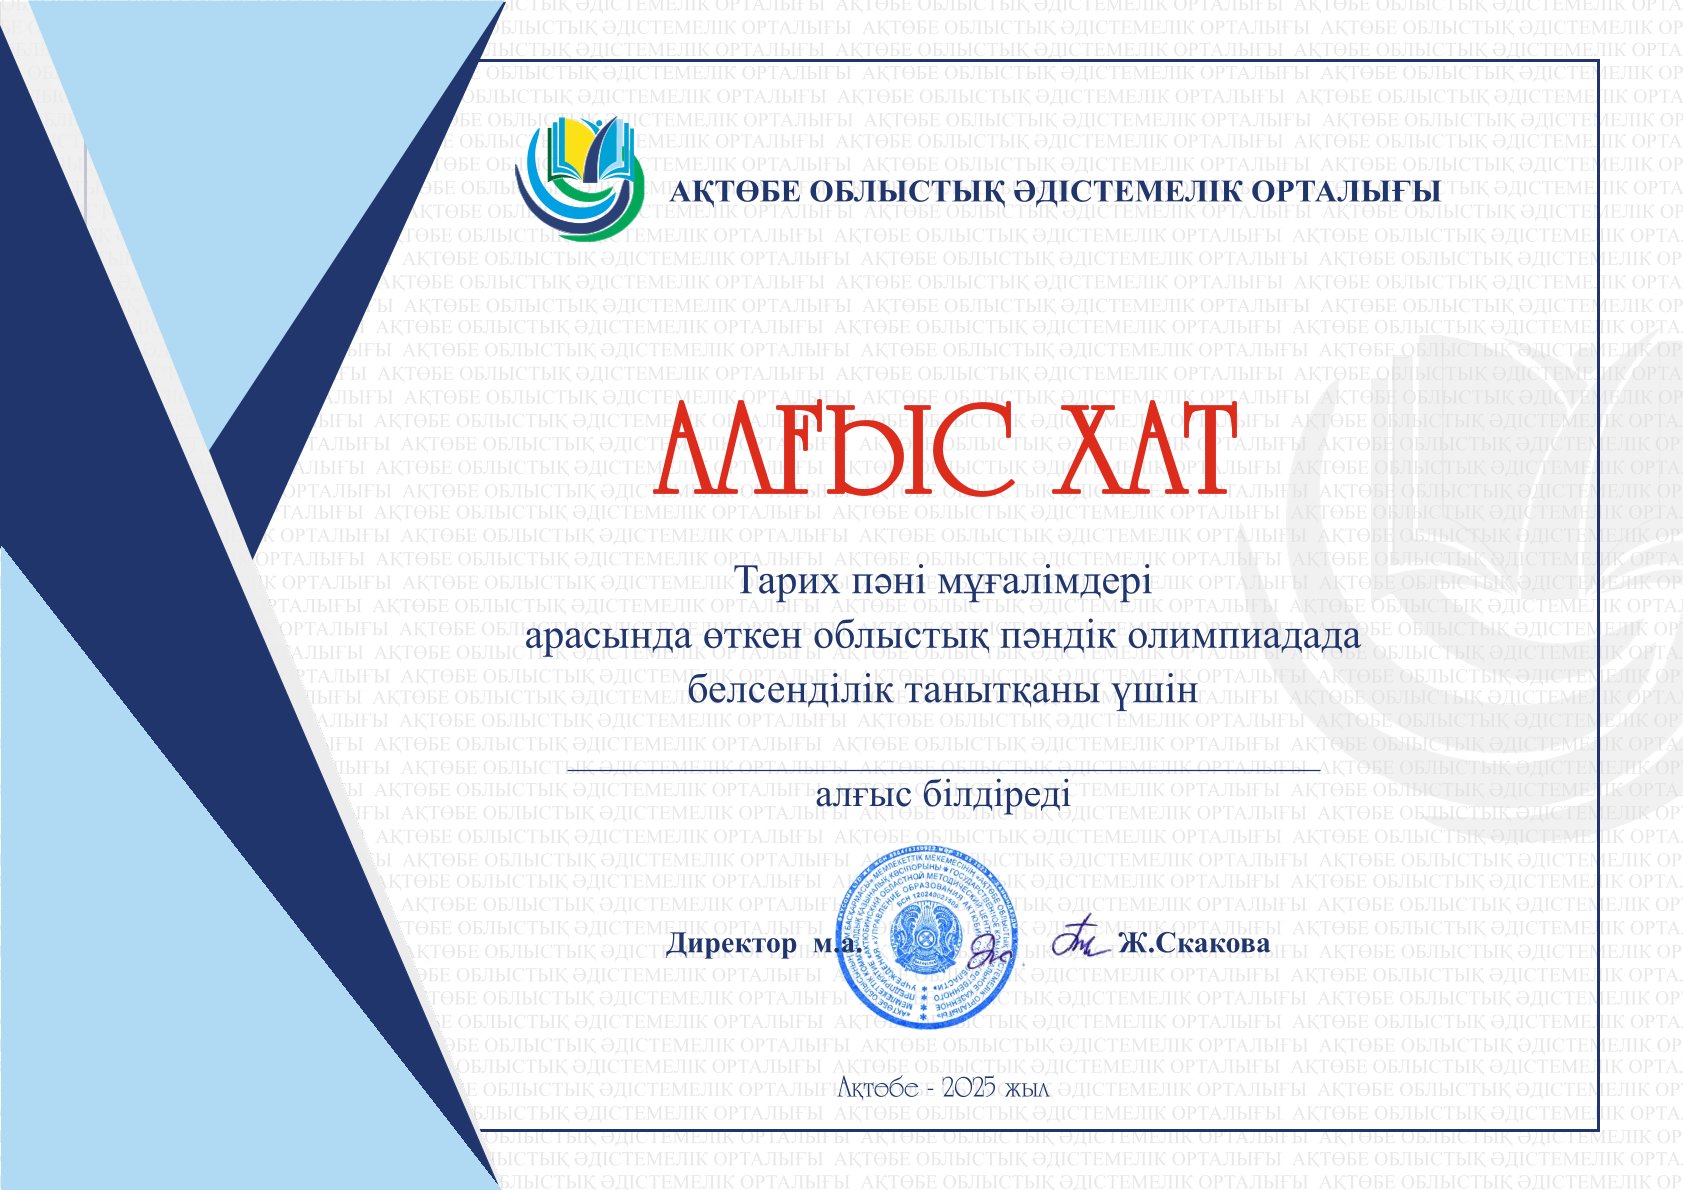 АҚТӨБЕ ОБЛЫСТЫҚ ӘДІСТЕМЕЛІК ОРТАЛЫҒЫ
АЛҒЫС ХАТ
Тарих пәні мұғалімдері
арасында өткен облыстық пәндік олимпиадада
белсенділік танытқаны үшін
алғыс білдіреді
Директор м.а. Ж.Скакова
Ақтөбе - 2025 жыл